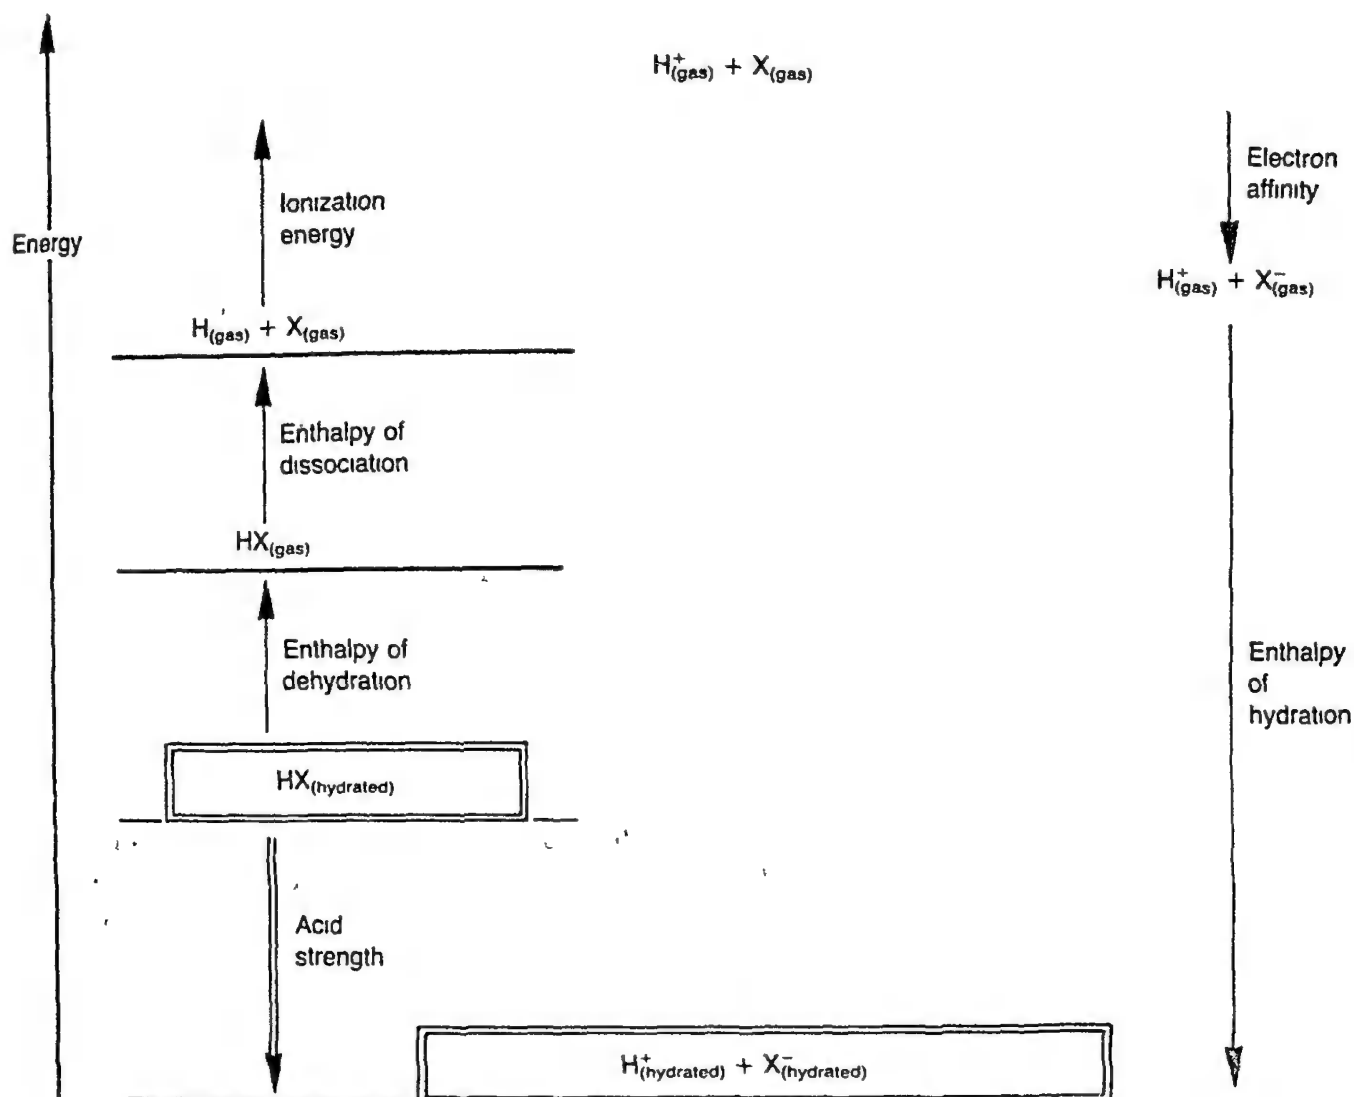 H⁺(gas) + X(gas)
Electron
affinity
Ionization
energy
Energy
H⁺(gas) + X⁻(gas)
H(gas) + X(gas)
Enthalpy of
dissociation
HX(gas)
Enthalpy of
dehydration
Enthalpy
of
hydration
HX(hydrated)
Acid
strength
H⁺(hydrated) + X⁻(hydrated)